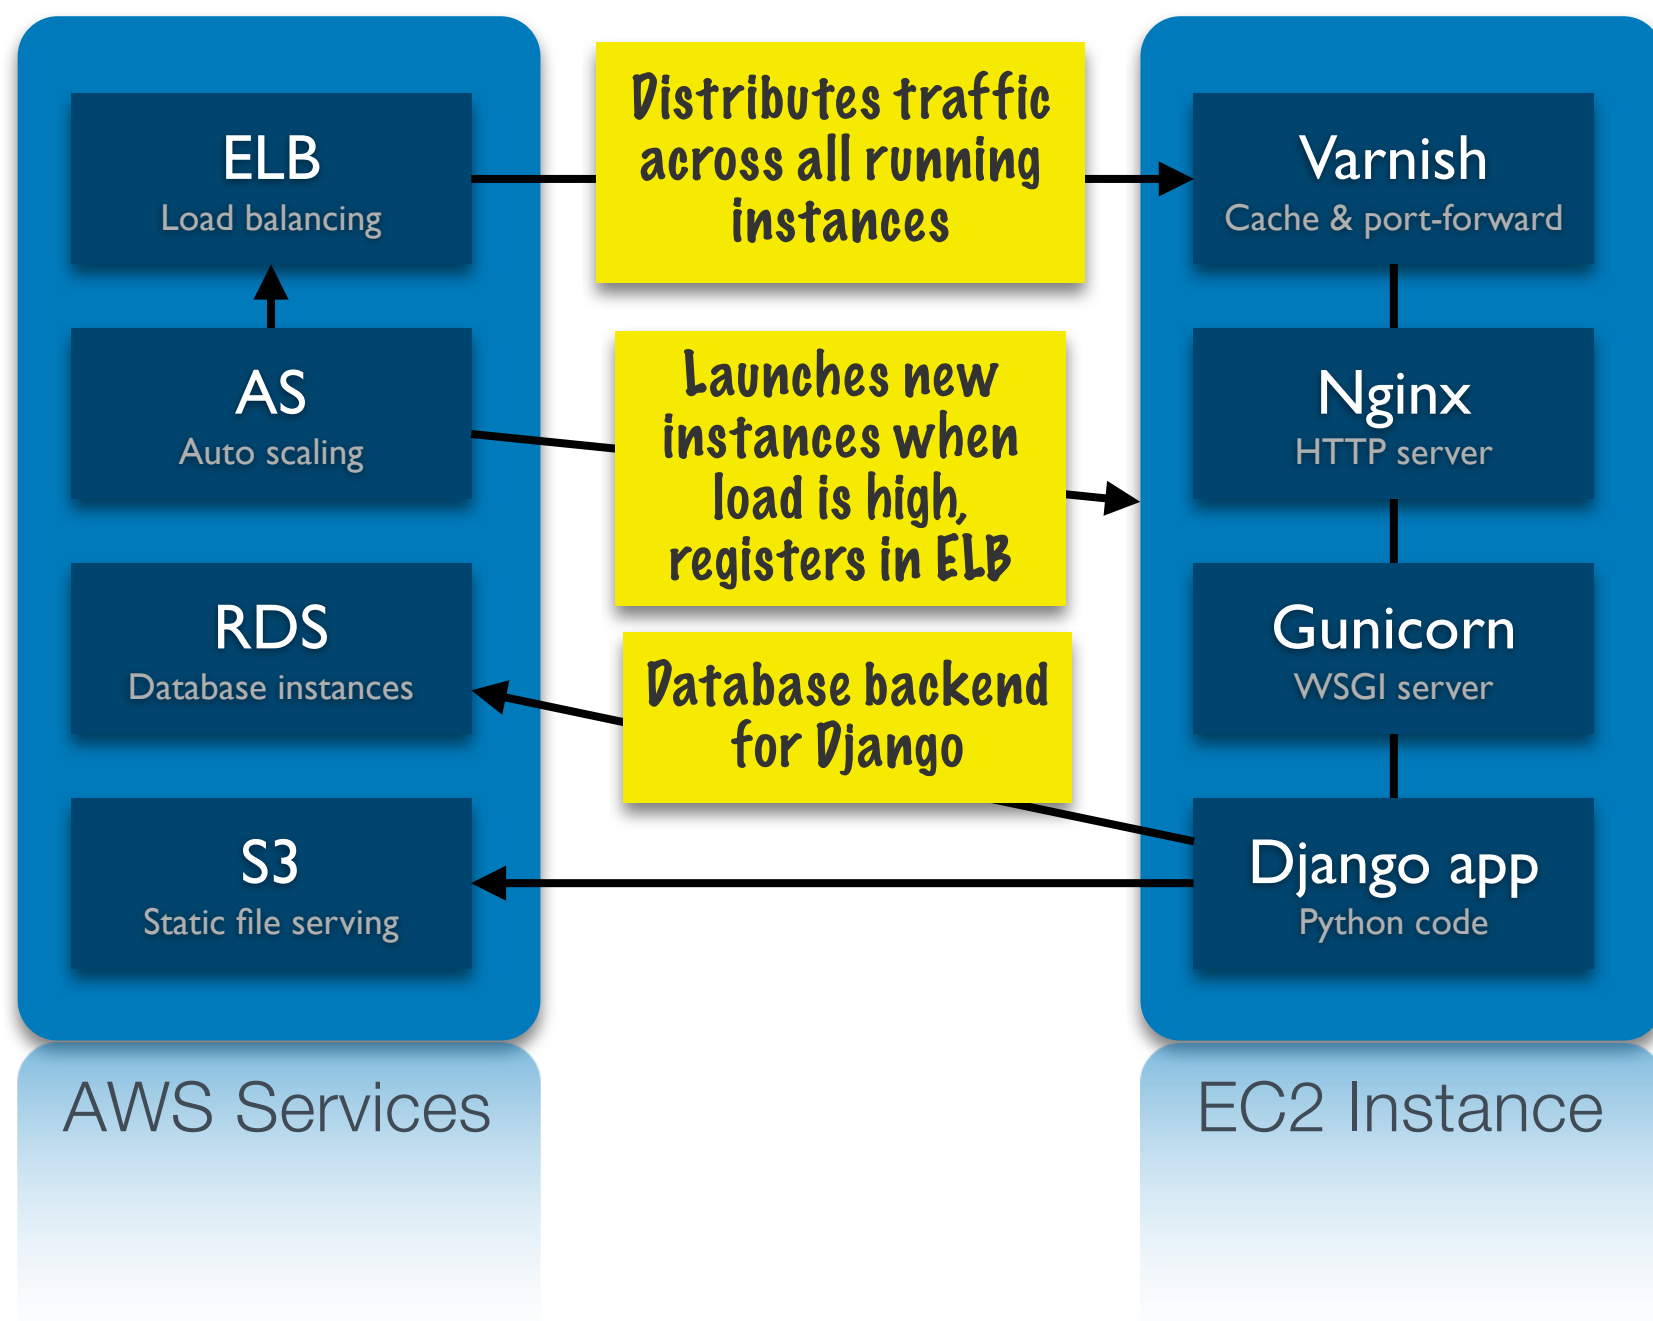 ELB
Load balancing
AS
Auto scaling
RDS
Database instances
S3
Static file serving
AWS Services
Distributes traffic
across all running
instances
Launches new
instances when
load is high,
registers in ELB
Database backend
for Django
Varnish
Cache & port-forward
Nginx
HTTP server
Gunicorn
WSGI server
Django app
Python code
EC2 Instance